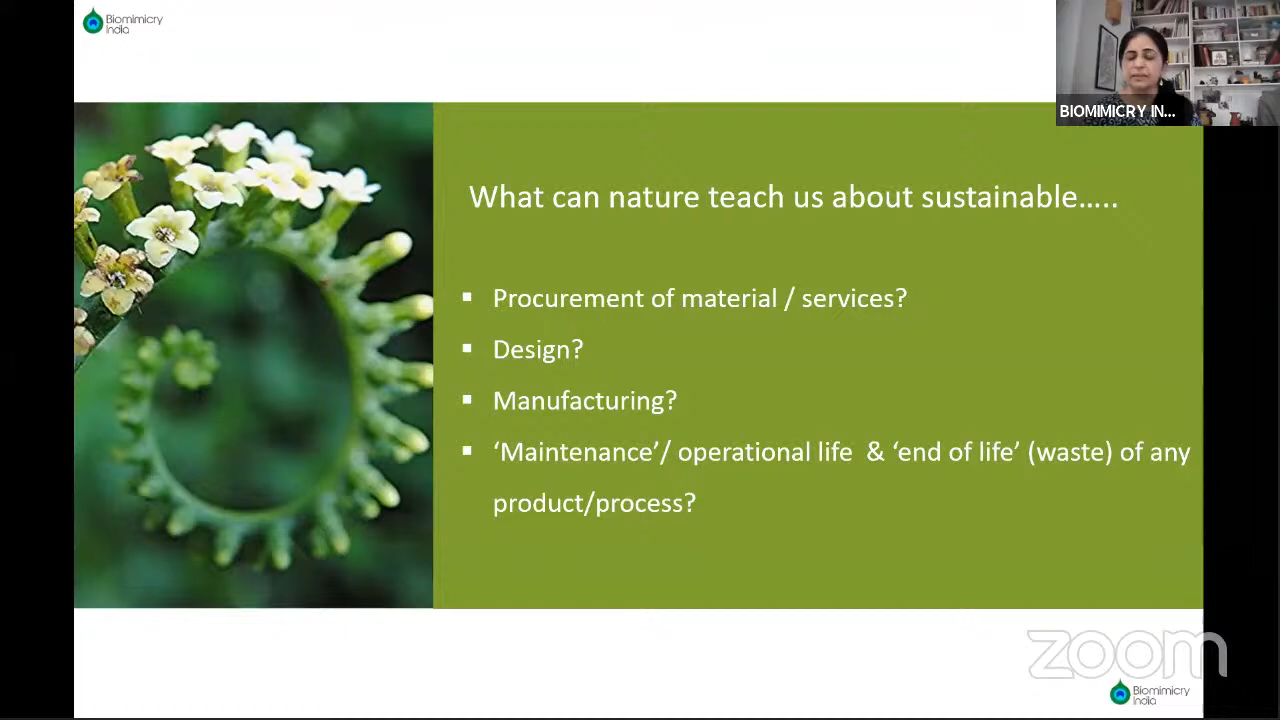 Biomimicry
India
BIOMIMICRY IN...
What can nature teach us about sustainable.....
▪ Procurement of material / services?
▪ Design?
▪ Manufacturing?
▪ ‘Maintenance’/ operational life & ‘end of life’ (waste) of any
product/process?
zoom
Biomimicry
India